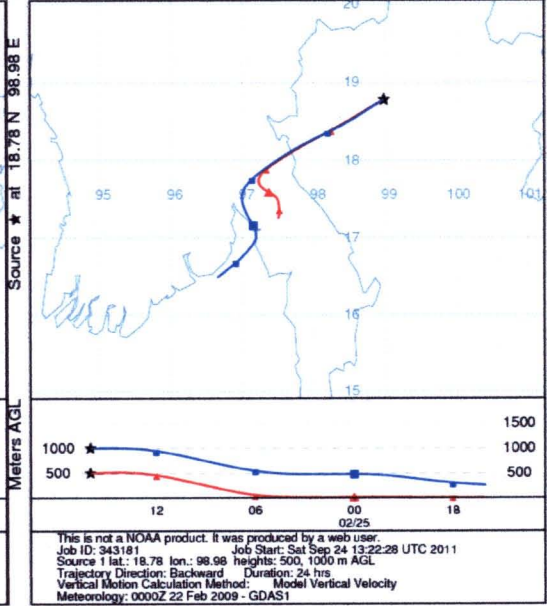 20
19
18
95 96 97 98 99 100 101
17
16
15
Source ★ at 18.78 N 98.98 E
Meters AGL
1500
1000 1000
500 500
12 06 00 18
02/25
This is not a NOAA product. It was produced by a web user.
Job ID: 343181 Job Start: Sat Sep 24 13:22:28 UTC 2011
Source 1 lat.: 18.78 lon.: 98.98 heights: 500, 1000 m AGL
Trajectory Direction: Backward Duration: 24 hrs
Vertical Motion Calculation Method: Model Vertical Velocity
Meteorology: 0000Z 22 Feb 2009 - GDAS1